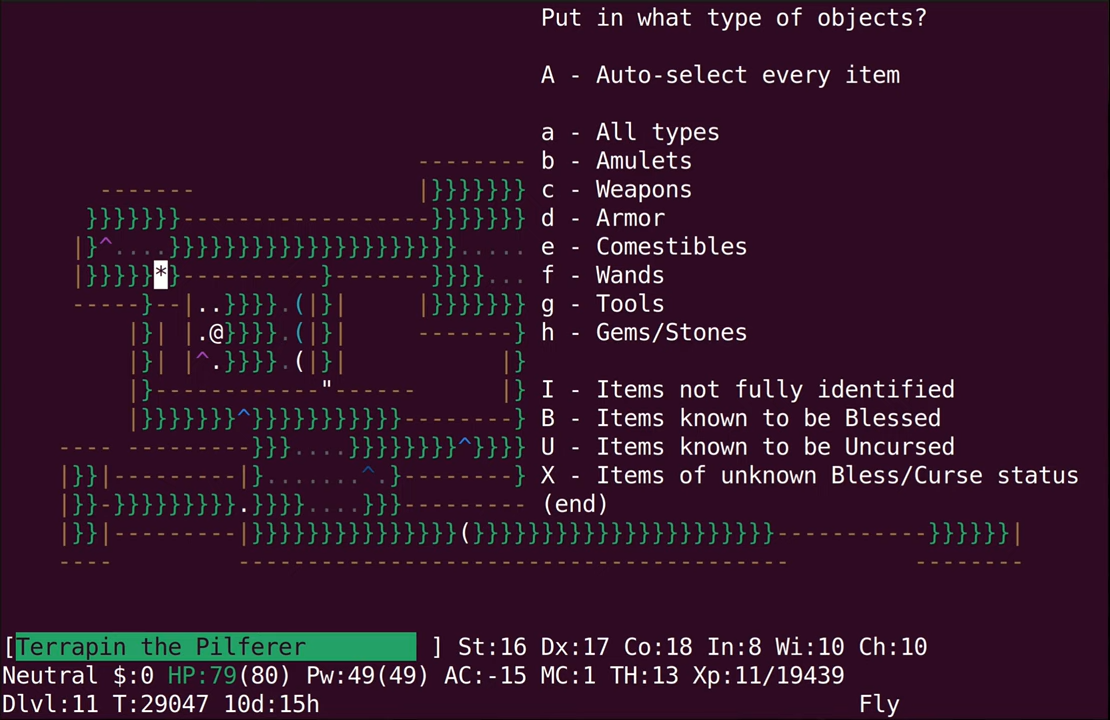 Put in what type of objects?
A - Auto-select every item
a - All types
-------- b - Amulets
------- |}}}}}}} c - Weapons
}}}}}}}------------------}}}}}}} d - Armor
|}^....}}}}}}}}}}}}}}}}}}}}}..... e - Comestibles
|}}}}}*}----------}-------}}}}... f - Wands
-----}--|..}}}}.(|}| |}}}}}}} g - Tools
|}| |.@}}}}.(|}| -------} h - Gems/Stones
|}| |^.}}}}.(|}| |}
|}------------"------ |} I - Items not fully identified
|}}}}}}}^}}}}}}}}}}}--------} B - Items known to be Blessed
---- ---------}}}....}}}}}}}}^}}}} U - Items known to be Uncursed
|}}|---------|}.......^.}--------} X - Items of unknown Bless/Curse status
|}}-}}}}}}}}}.}}}}....}}}--------- (end)
|}}|---------|}}}}}}}}}}}}}}}(}}}}}}}}}}}}}}}}}}}}}}-----------}}}}}}|
---- ---------------------------------------- --------
[Terrapin the Pilferer ] St:16 Dx:17 Co:18 In:8 Wi:10 Ch:10
Neutral $:0 HP:79(80) Pw:49(49) AC:-15 MC:1 TH:13 Xp:11/19439
Dlvl:11 T:29047 10d:15h Fly